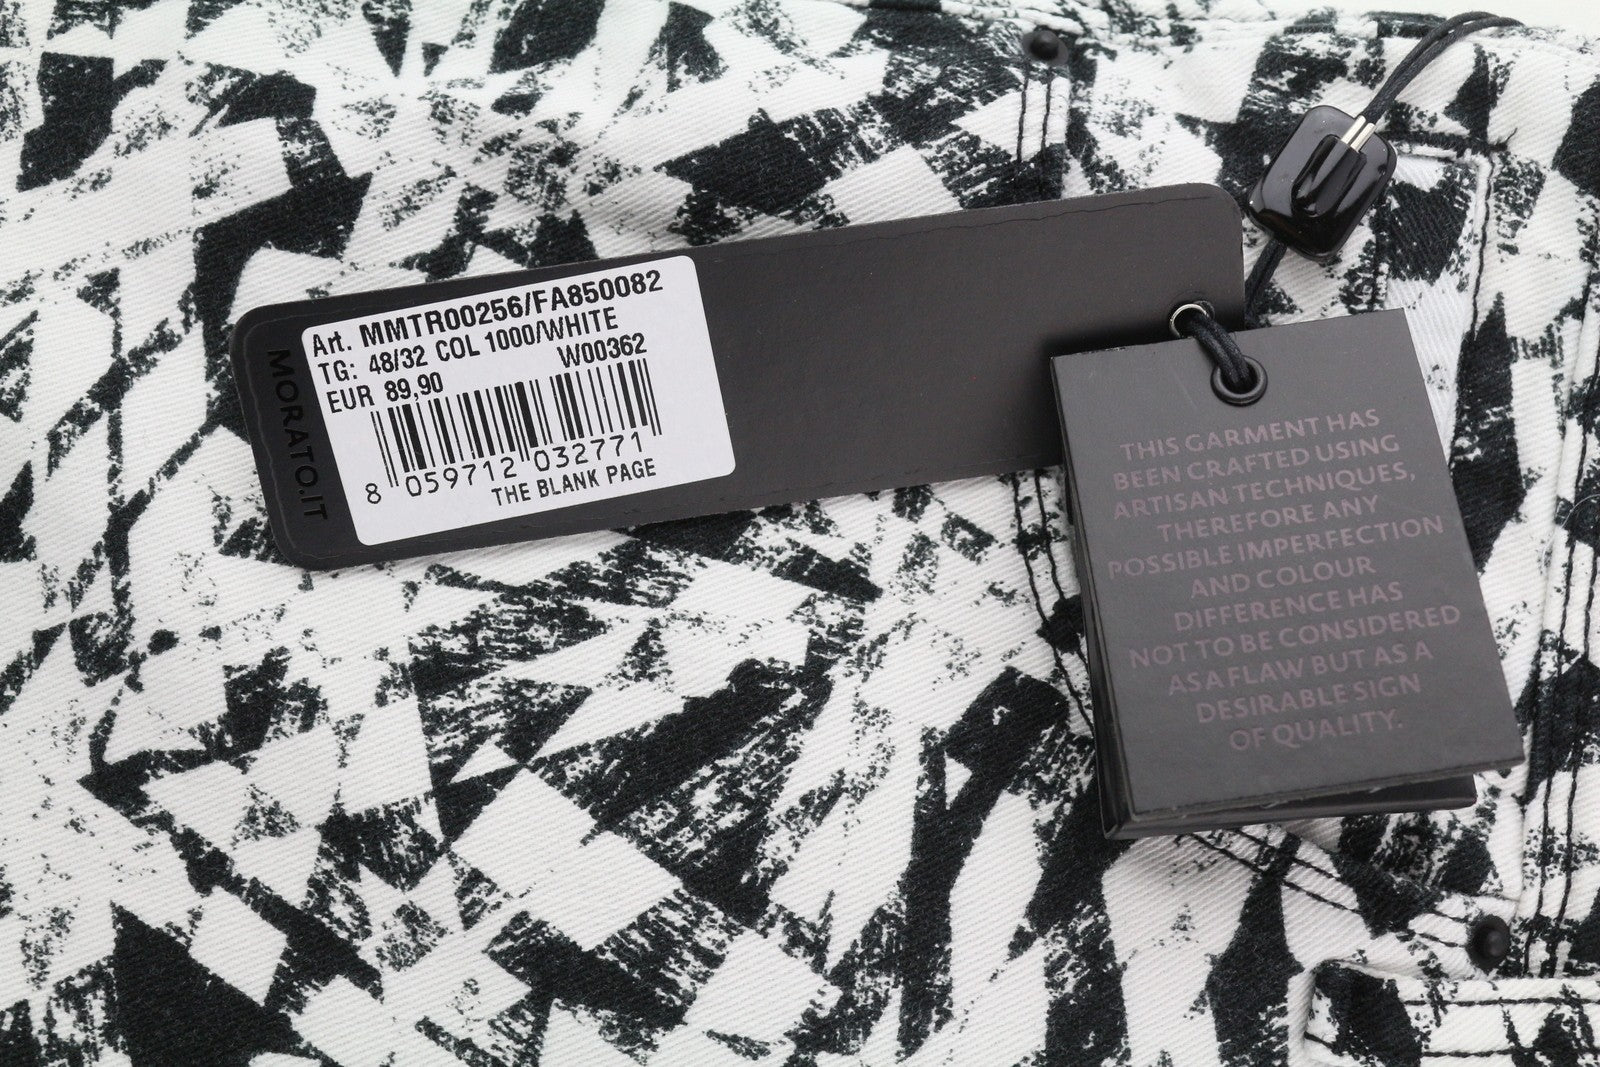 MORATO.IT
Art. MMTR00256/FA850082
TG: 48/32 COL 1000/WHITE
EUR 89,90 W00362
8 059712 032771
THE BLANK PAGE
THIS GARMENT HAS
BEEN CRAFTED USING
ARTISAN TECHNIQUES,
THEREFORE ANY
POSSIBLE IMPERFECTION
AND COLOUR
DIFFERENCE HAS
NOT TO BE CONSIDERED
AS A FLAW BUT AS A
DESIRABLE SIGN
OF QUALITY.